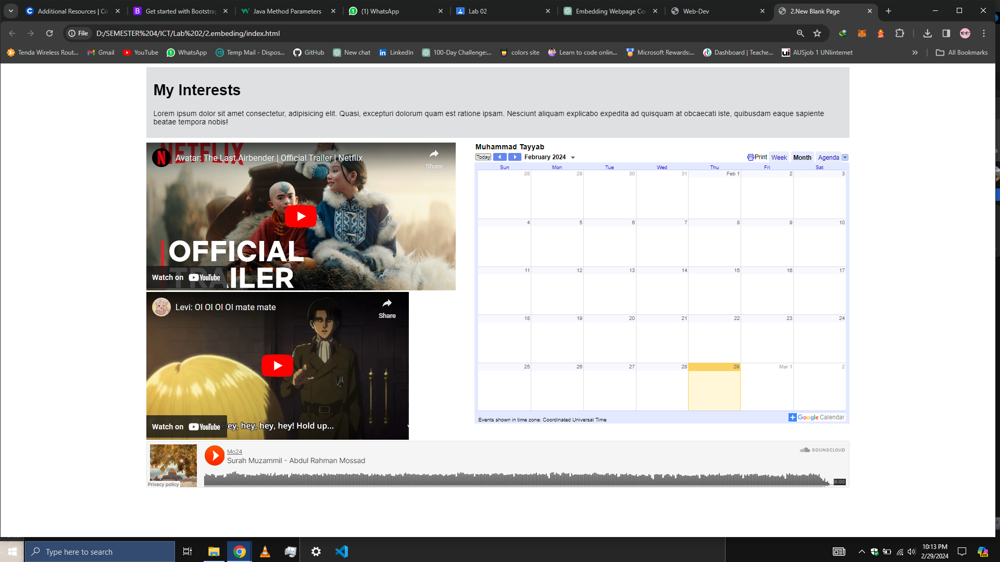 Additional Resources | Co
Get started with Bootstrap
Java Method Parameters
(1) WhatsApp
Lab 02
Embedding Webpage Co
Web-Dev
2.New Blank Page
File
D:/SEMESTER%204/ICT/Lab%202/2.embeding/index.html
Tenda Wireless Rout...
Gmail
YouTube
WhatsApp
Temp Mail - Dispos...
GitHub
New chat
LinkedIn
100-Day Challenge:...
colors site
Learn to code onlin...
Microsoft Rewards:...
Dashboard | Teache...
AUSjob 1 UNIinternet
All Bookmarks
My Interests
Lorem ipsum dolor sit amet consectetur, adipisicing elit. Quasi, excepturi dolorum quam est ratione ipsam. Nesciunt aliquam explicabo expedita ad quisquam at obcaecati iste, quibusdam eaque sapiente
beatae tempora nobis!
NETFLIX
Avatar: The Last Airbender | Official Trailer | Netflix
Share
OFFICIAL
TRAILER
Watch on YouTube
Levi: OI OI OI OI mate mate
Share
Hey, hey, hey, hey! Hold up...
Watch on YouTube
Muhammad Tayyab
Today February 2024 Print Week Month Agenda
Sun Mon Tue Wed Thu Fri Sat
28 29 30 31 Feb 1 2 3
4 5 6 7 8 9 10
11 12 13 14 15 16 17
18 19 20 21 22 23 24
25 26 27 28 29 Mar 1 2
Events shown in time zone: Coordinated Universal Time
Google Calendar
Mo24
Surah Muzammil - Abdul Rahman Mossad
SOUNDCLOUD
6:00
Privacy policy
Type here to search
10:13 PM
2/29/2024
PRE